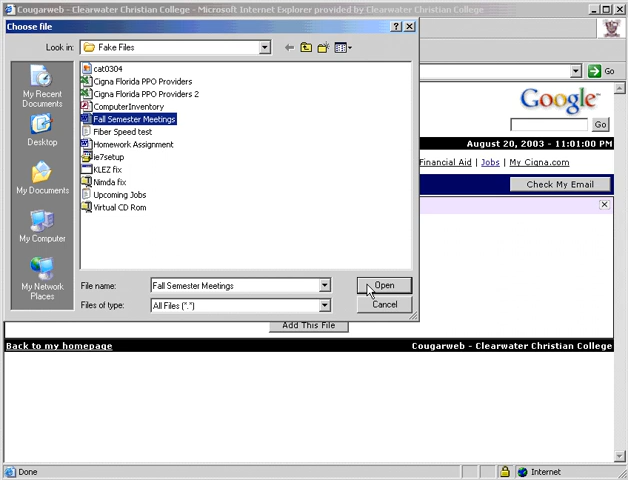 Cougarweb - Clearwater Christian College - Microsoft Internet Explorer provided by Clearwater Christian College
Choose file
Look in: Fake Files
Go
My Recent Documents
Desktop
My Documents
My Computer
My Network Places
cat0304
Cigna Florida PPO Providers
Cigna Florida PPO Providers 2
ComputerInventory
Fall Semester Meetings
Fiber Speed test
Homework Assignment
ie7setup
KLEZ fix
Nimda fix
Upcoming Jobs
Virtual CD Rom
Google
Go
August 20, 2003 - 11:01:00 PM
Financial Aid | Jobs | My Cigna.com
Check My Email
File name: Fall Semester Meetings Open
Files of type: All Files (*.*) Cancel
Add This File
Back to my homepage Cougarweb - Clearwater Christian College
Done Internet